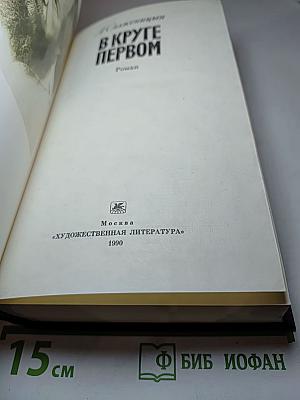 А Солженицын
В КРУГЕ
ПЕРВОМ
Роман
Москва
«ХУДОЖЕСТВЕННАЯ ЛИТЕРАТУРА»
1990
15 см
Ф БИБ ИОФАН